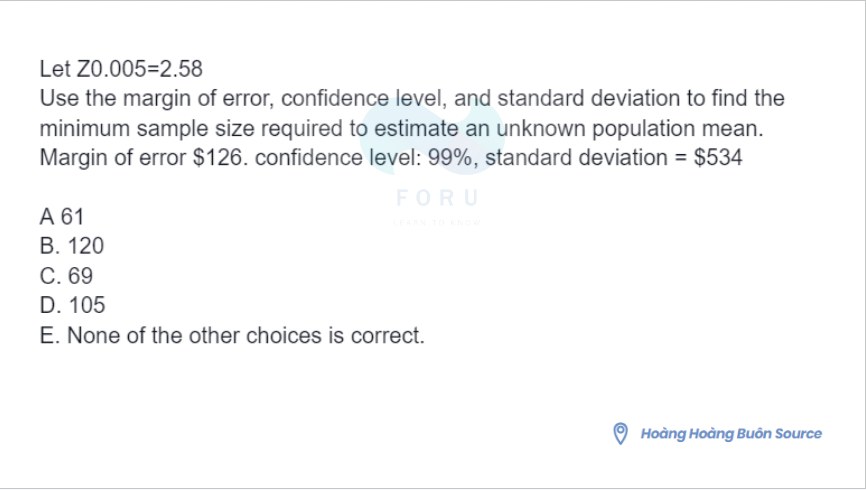 Let Z0.005=2.58
Use the margin of error, confidence level, and standard deviation to find the
minimum sample size required to estimate an unknown population mean.
Margin of error $126. confidence level: 99%, standard deviation = $534
FORU
A 61
B. 120
C. 69
D. 105
E. None of the other choices is correct.
Hoàng Hoàng Buôn Source